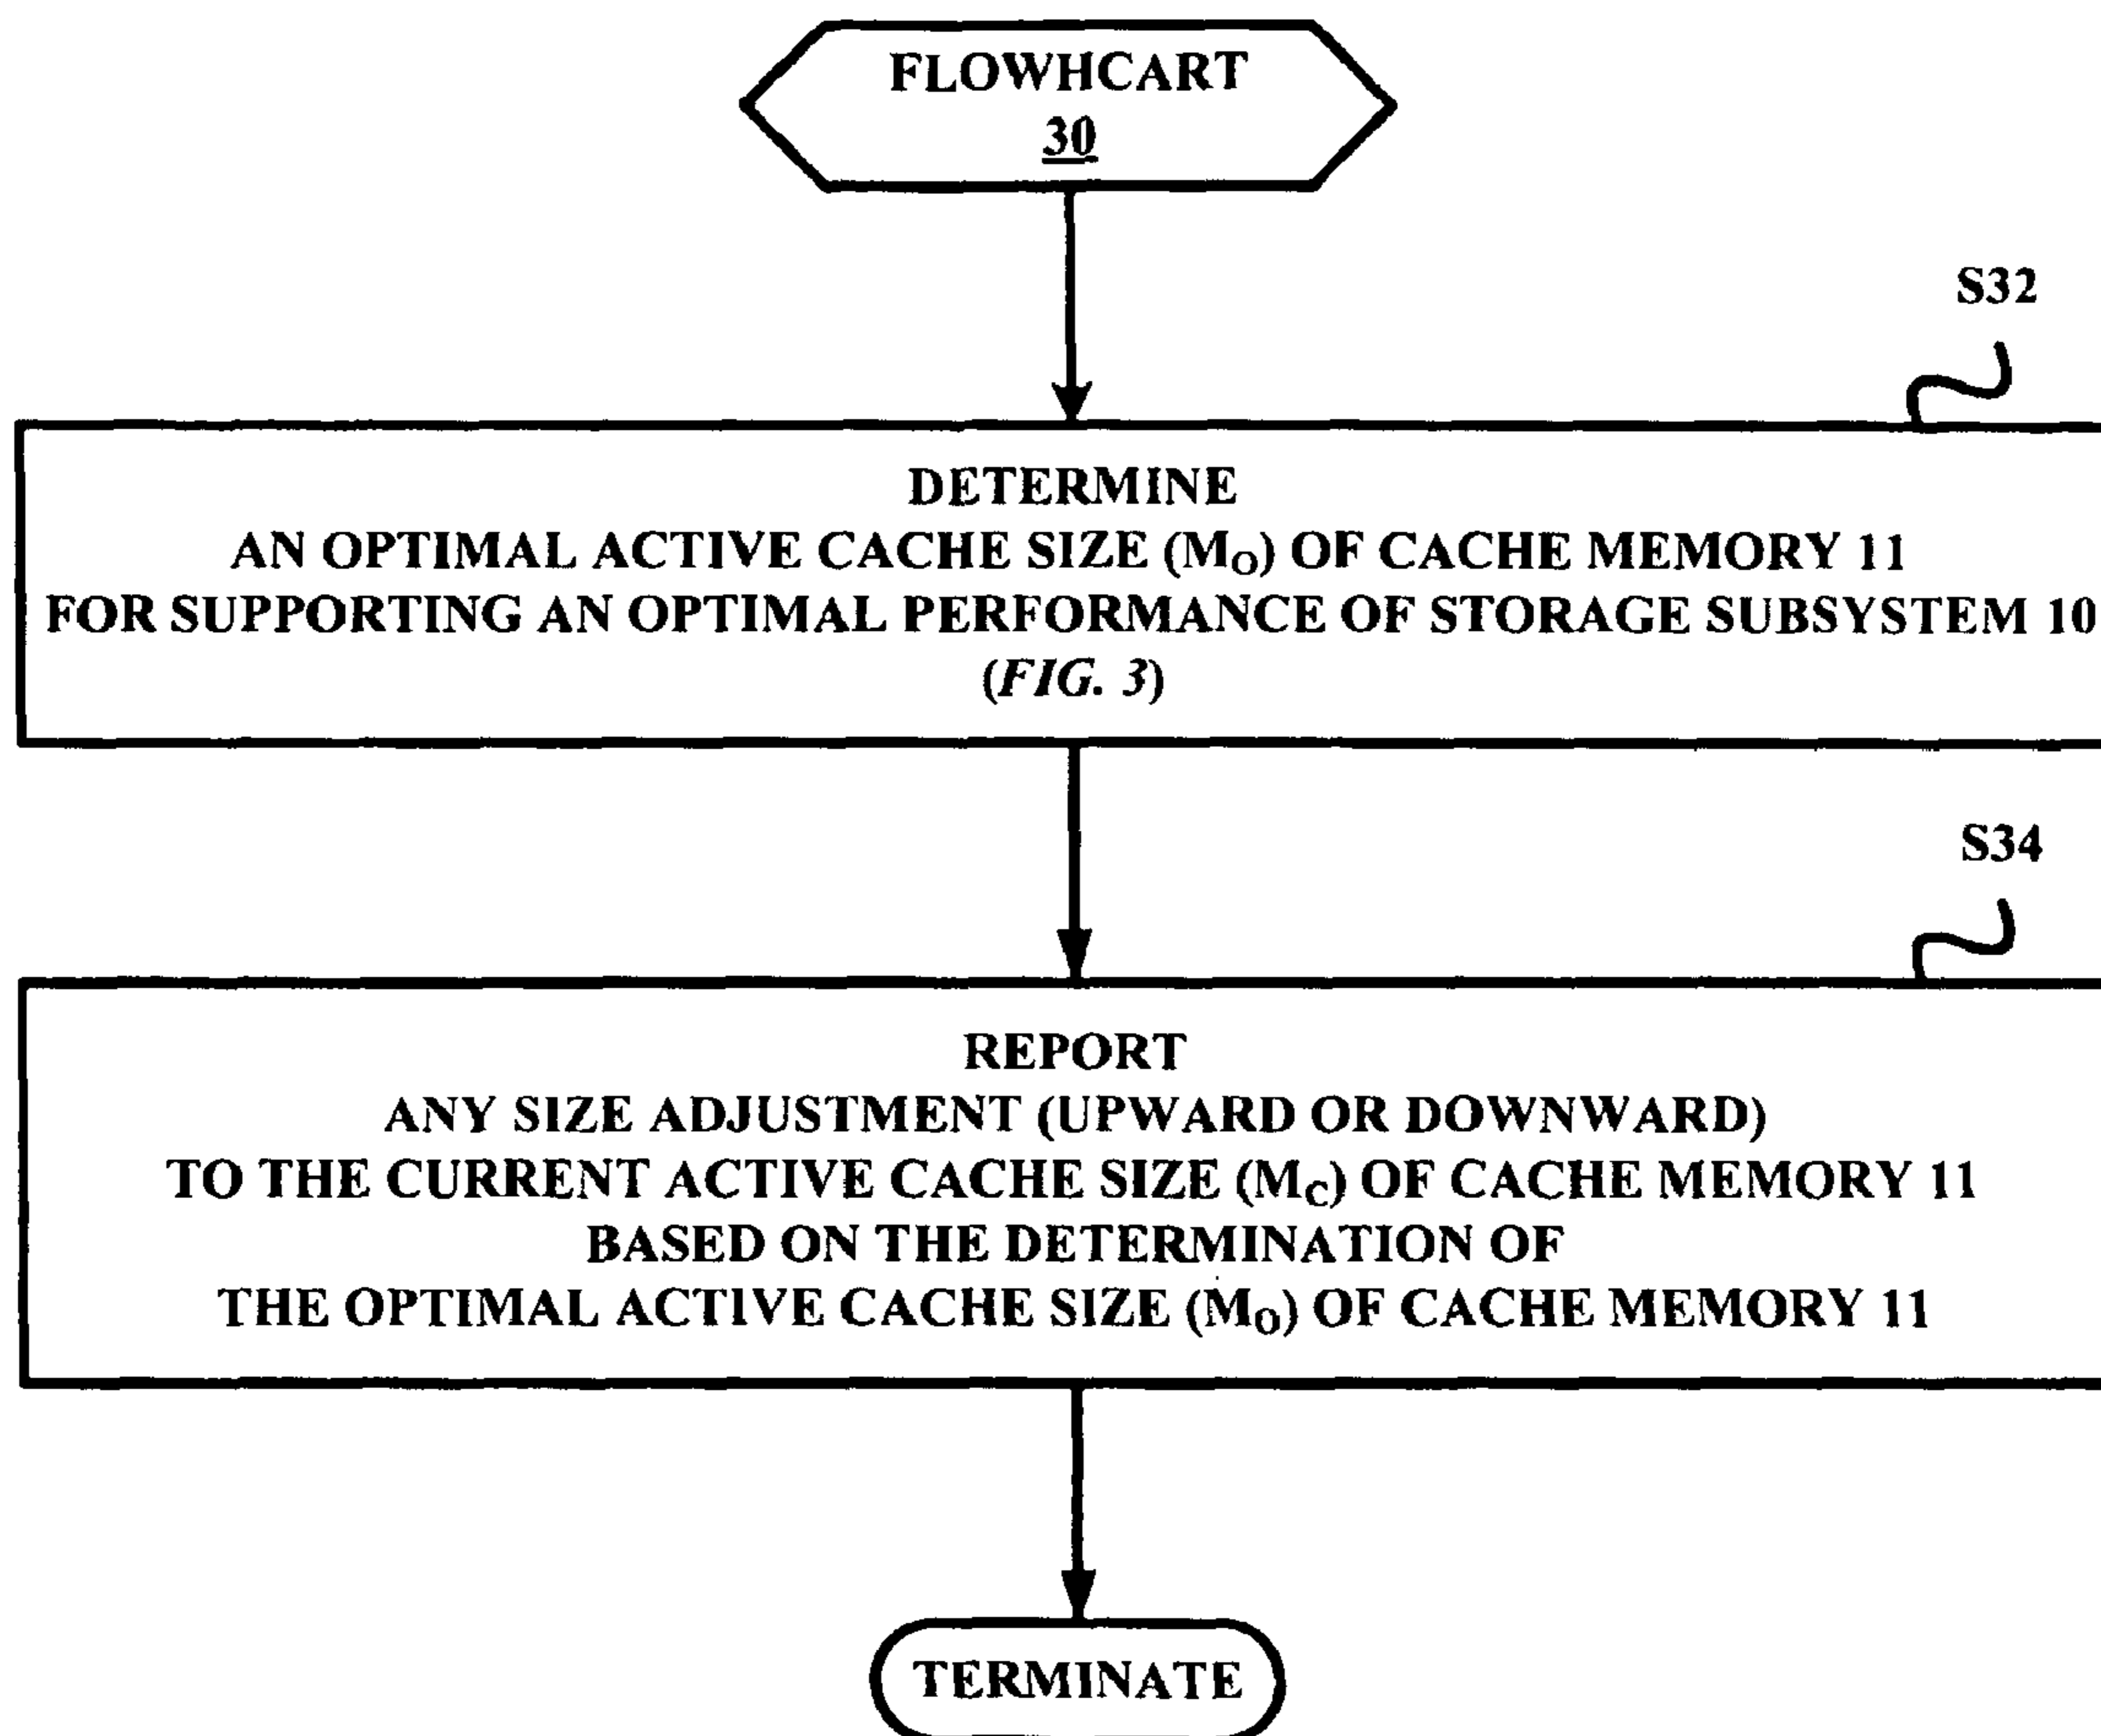 FLOWHCART
30
S32
DETERMINE
AN OPTIMAL ACTIVE CACHE SIZE (MO) OF CACHE MEMORY 11
FOR SUPPORTING AN OPTIMAL PERFORMANCE OF STORAGE SUBSYSTEM 10
(FIG. 3)
S34
REPORT
ANY SIZE ADJUSTMENT (UPWARD OR DOWNWARD)
TO THE CURRENT ACTIVE CACHE SIZE (MC) OF CACHE MEMORY 11
BASED ON THE DETERMINATION OF
THE OPTIMAL ACTIVE CACHE SIZE (MO) OF CACHE MEMORY 11
TERMINATE